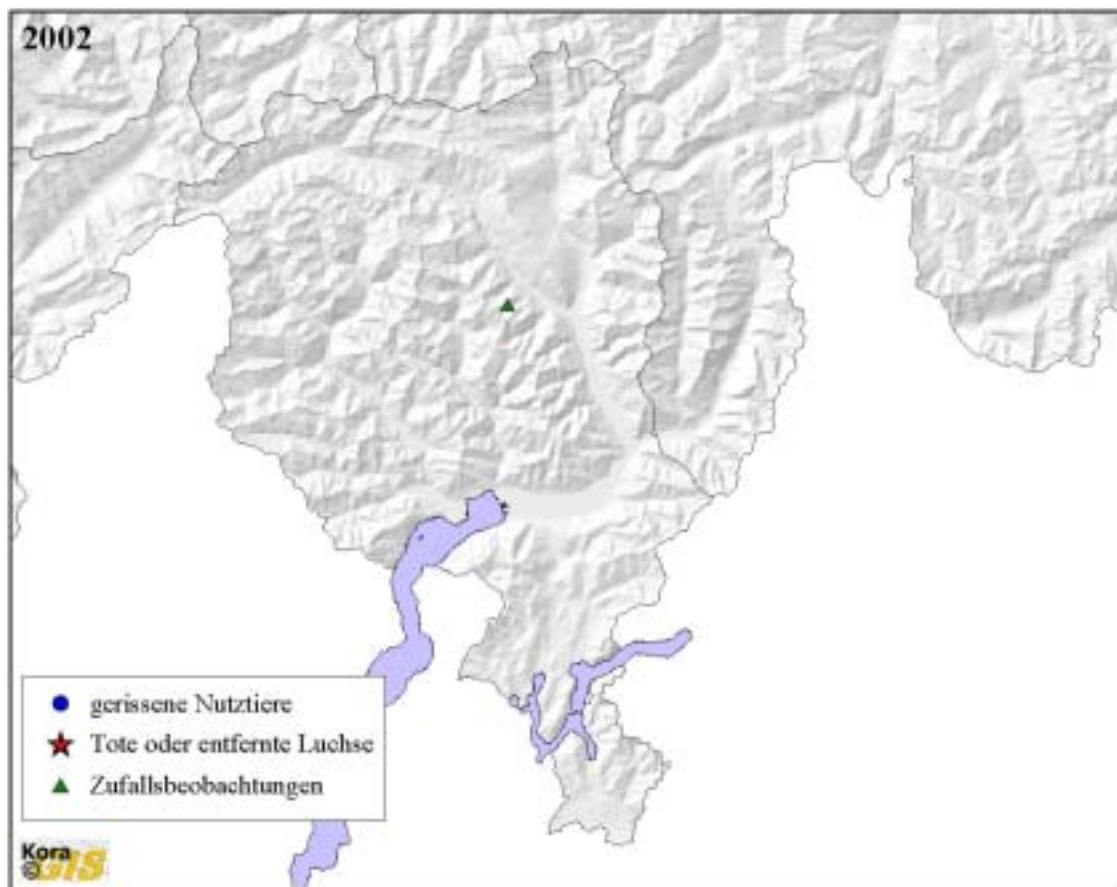 2002
gerissene Nutztiere
Tote oder entfernte Luchse
Zufallsbeobachtungen
Kora
© GIS